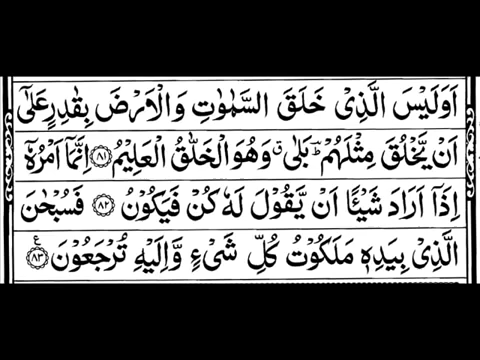 اَوَلَيْسَ الَّذِىْ خَلَقَ السَّمٰوٰتِ وَالْاَرْضَ بِقٰدِرٍ عَلٰٓى
اَنْ يَّخْلُقَ مِثْلَهُمْ ؕ بَلٰى ۗ وَهُوَ الْخَلّٰقُ الْعَلِيْمُ ﴿۸۱﴾ اِنَّمَاۤ اَمْرُهٗۤ
اِذَاۤ اَرَادَ شَيْـًٔا اَنْ يَّقُوْلَ لَهٗ كُنْ فَيَكُوْنُ ﴿۸۲﴾ فَسُبْحٰنَ
الَّذِىْ بِيَدِهٖ مَلَكُوْتُ كُلِّ شَىْءٍ وَّاِلَيْهِ تُرْجَعُوْنَ ﴿۸۳﴾ ع